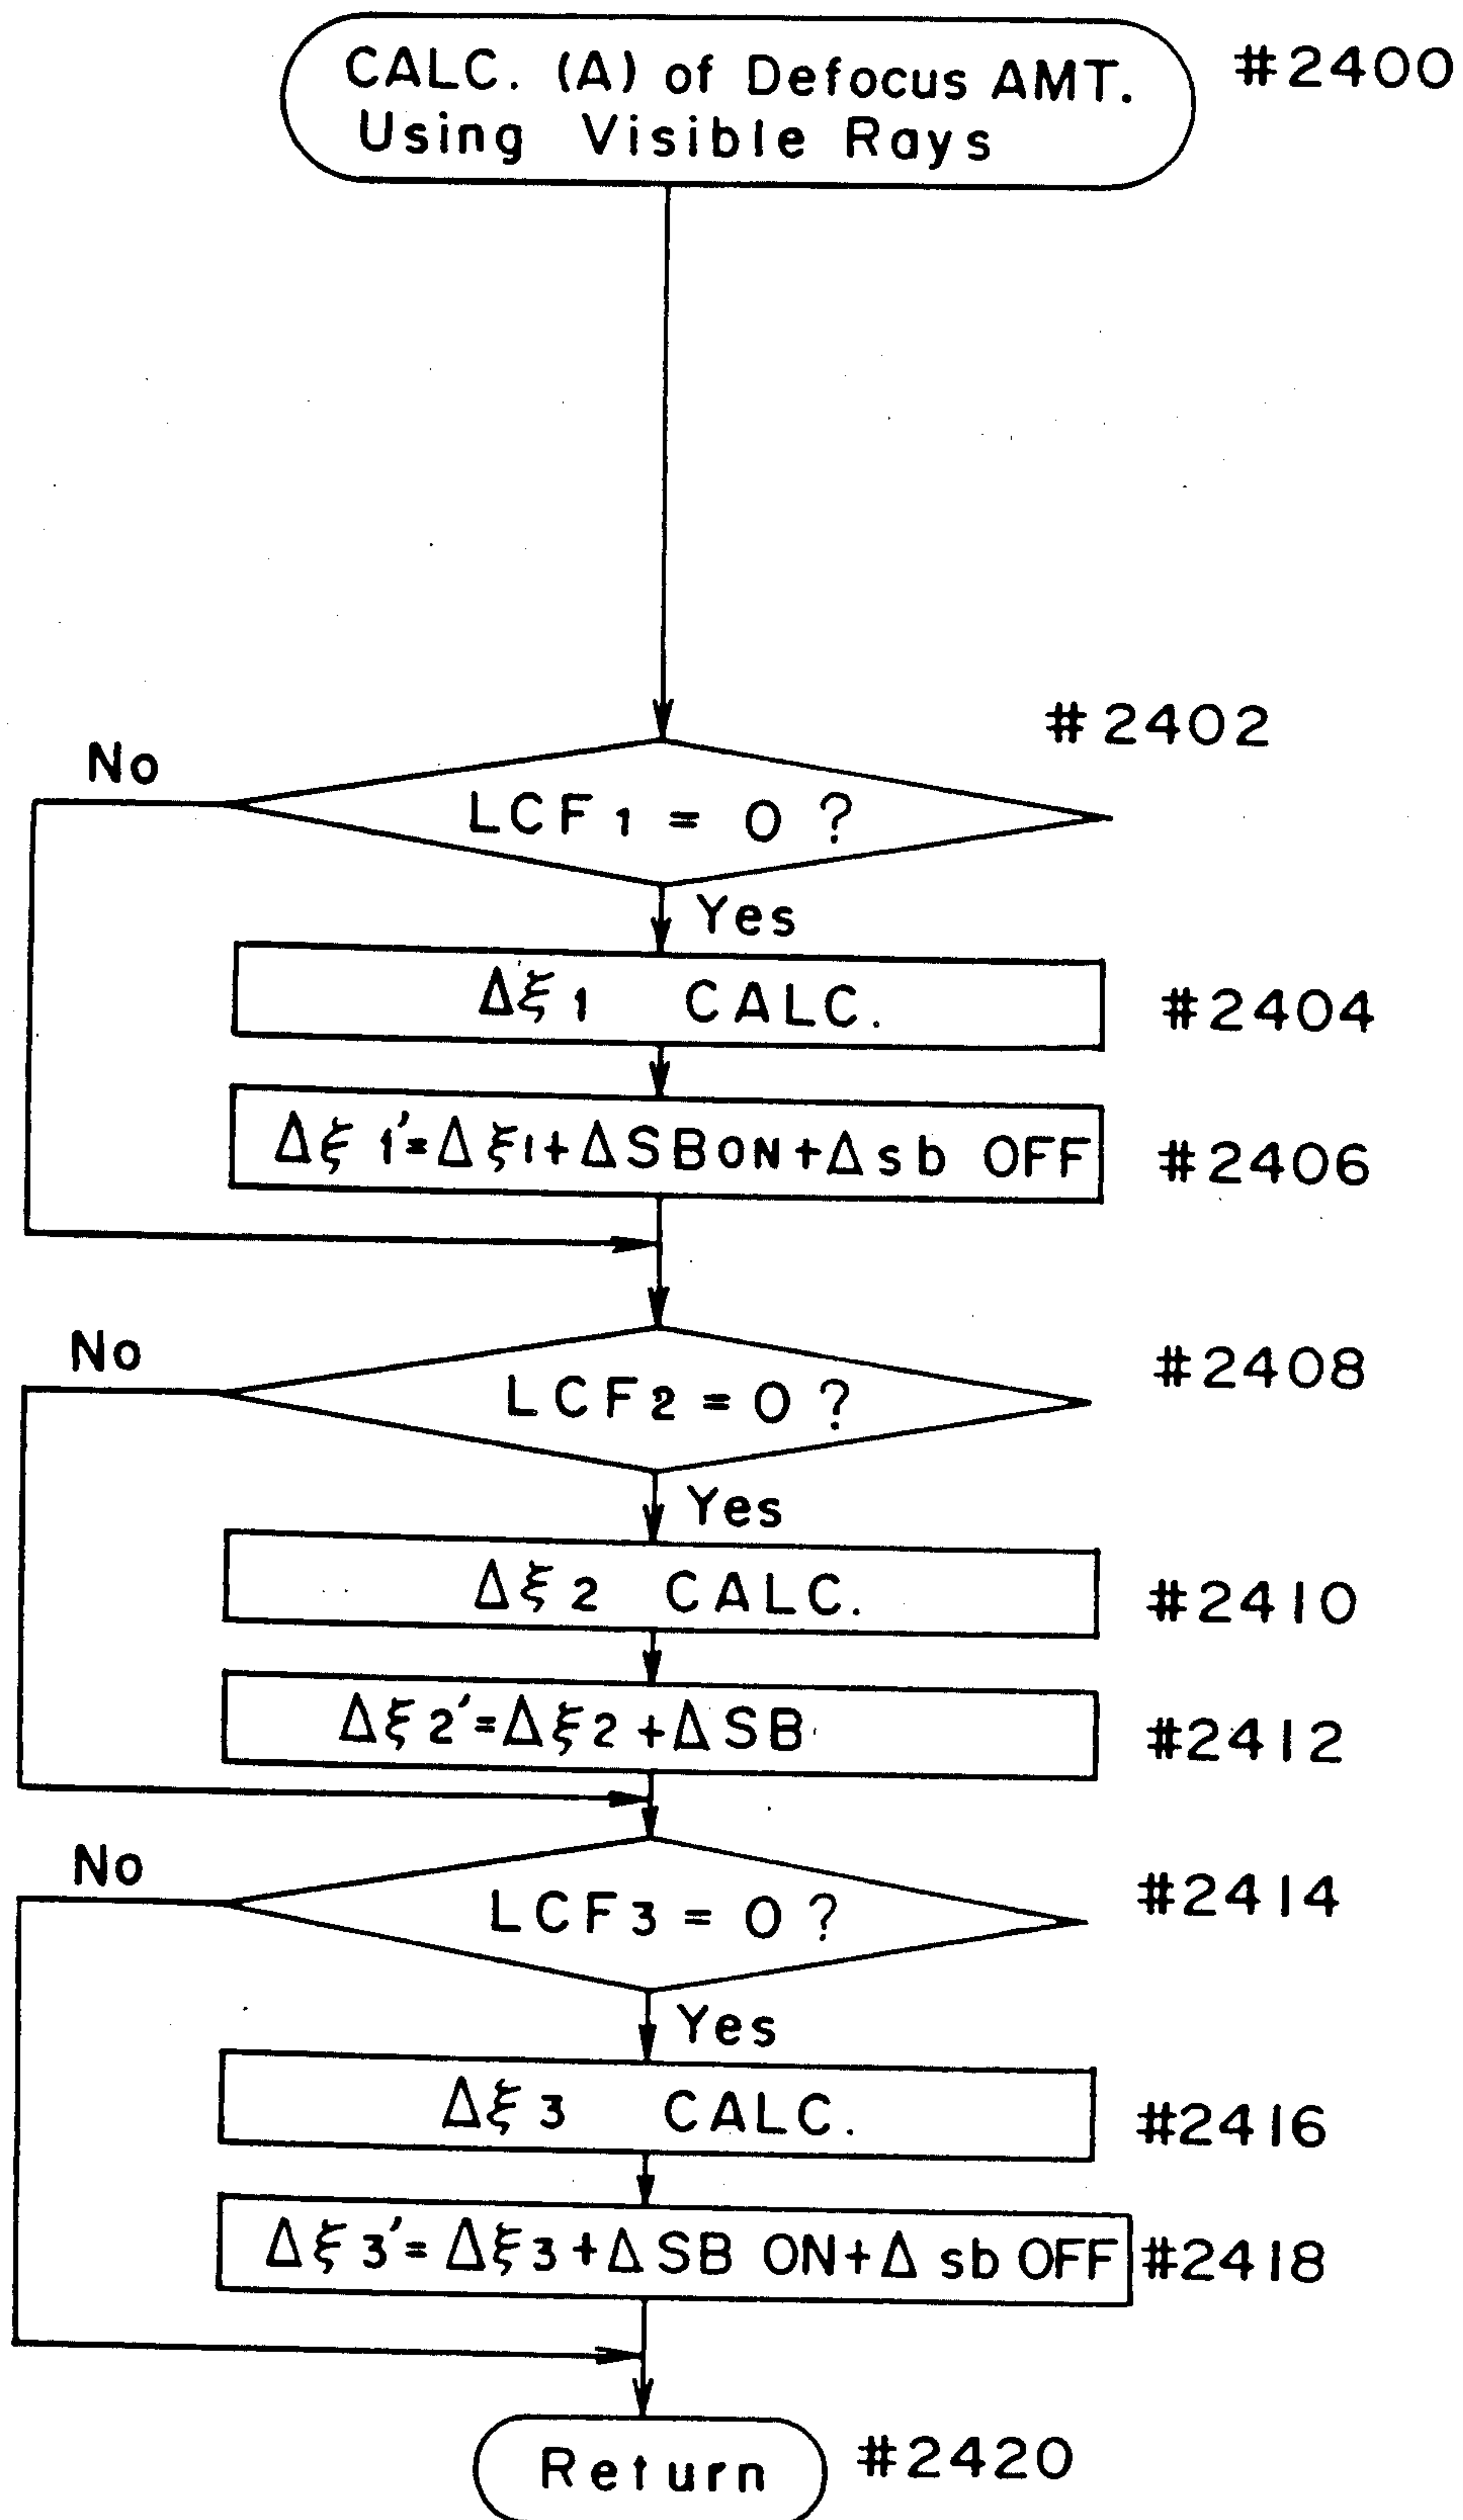 CALC. (A) of Defocus AMT. #2400
Using Visible Rays
#2402
No
LCF1 = 0 ?
Yes
Δξ1 CALC. #2404
Δξ1'=Δξ1+ΔSBON+Δsb OFF #2406
No
#2408
LCF2 = 0 ?
Yes
Δξ2 CALC. #2410
Δξ2'=Δξ2+ΔSB #2412
No
#2414
LCF3 = 0 ?
Yes
Δξ3 CALC. #2416
Δξ3'= Δξ3+ΔSB ON+Δ sb OFF #2418
Return #2420